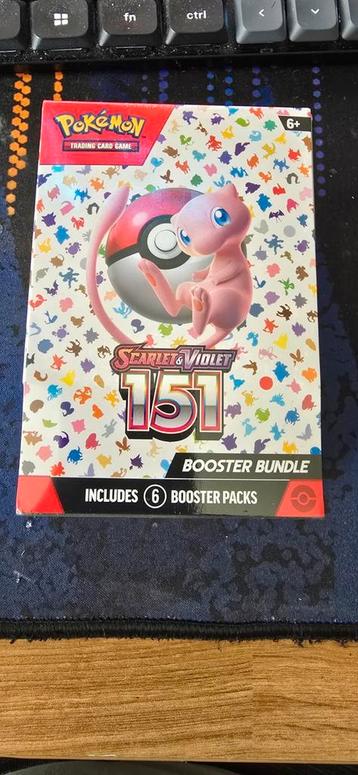 fn
ctrl
POKéMON
TRADING CARD GAME
6+
SCARLET & VIOLET
151
BOOSTER BUNDLE
INCLUDES 6 BOOSTER PACKS